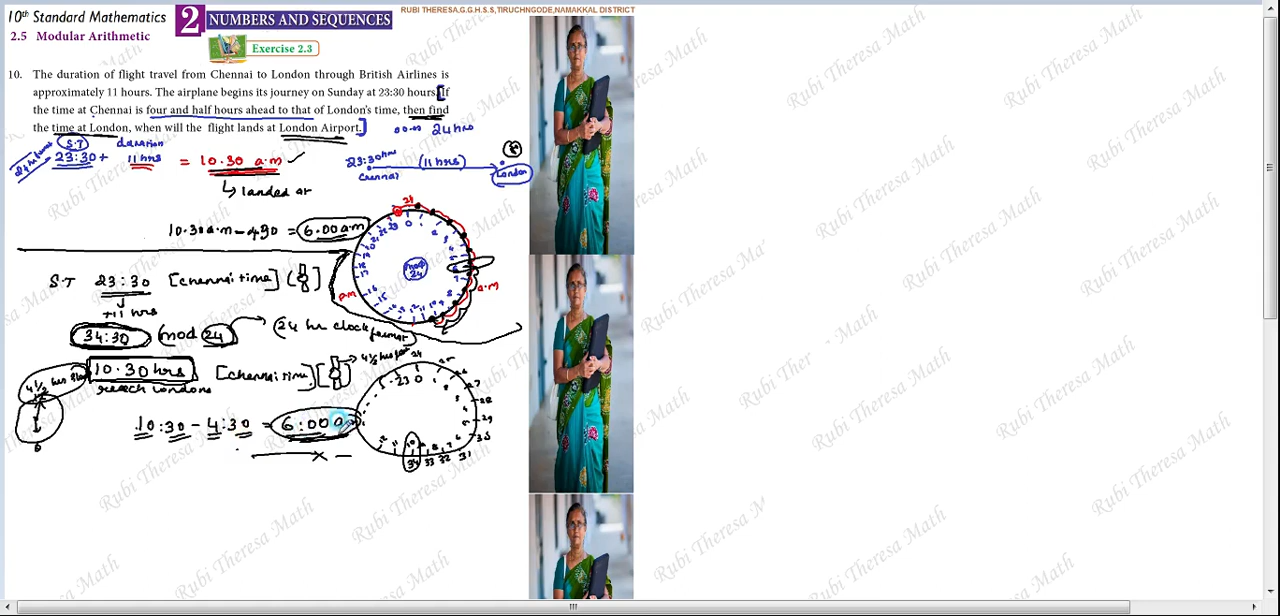 RUBI THERESA,G.G.H.S.S,TIRUCHNGODE,NAMAKKAL DISTRICT
10th Standard Mathematics
2 NUMBERS AND SEQUENCES
2.5 Modular Arithmetic
Exercise 2.3
10. The duration of flight travel from Chennai to London through British Airlines is
approximately 11 hours. The airplane begins its journey on Sunday at 23:30 hours. If
the time at Chennai is four and half hours ahead to that of London's time, then find
the time at London, when will the flight lands at London Airport.
24 hrs
S.T duration
23:30 + 11 hrs = 10.30 a.m
23:30hrs (11 hrs)
Chennai London
landed at
10.30 a.m - 4.30 = 6.00 a.m
mod 24
p.m a.m
S.T 23:30 [Chennai time]
+11 hrs
34:30 mod 24 (24 hr clock format)
10.30 hrs [Chennai time]
reach London
10:30 - 4:30 = 6:00 a
Rubi Theresa Math